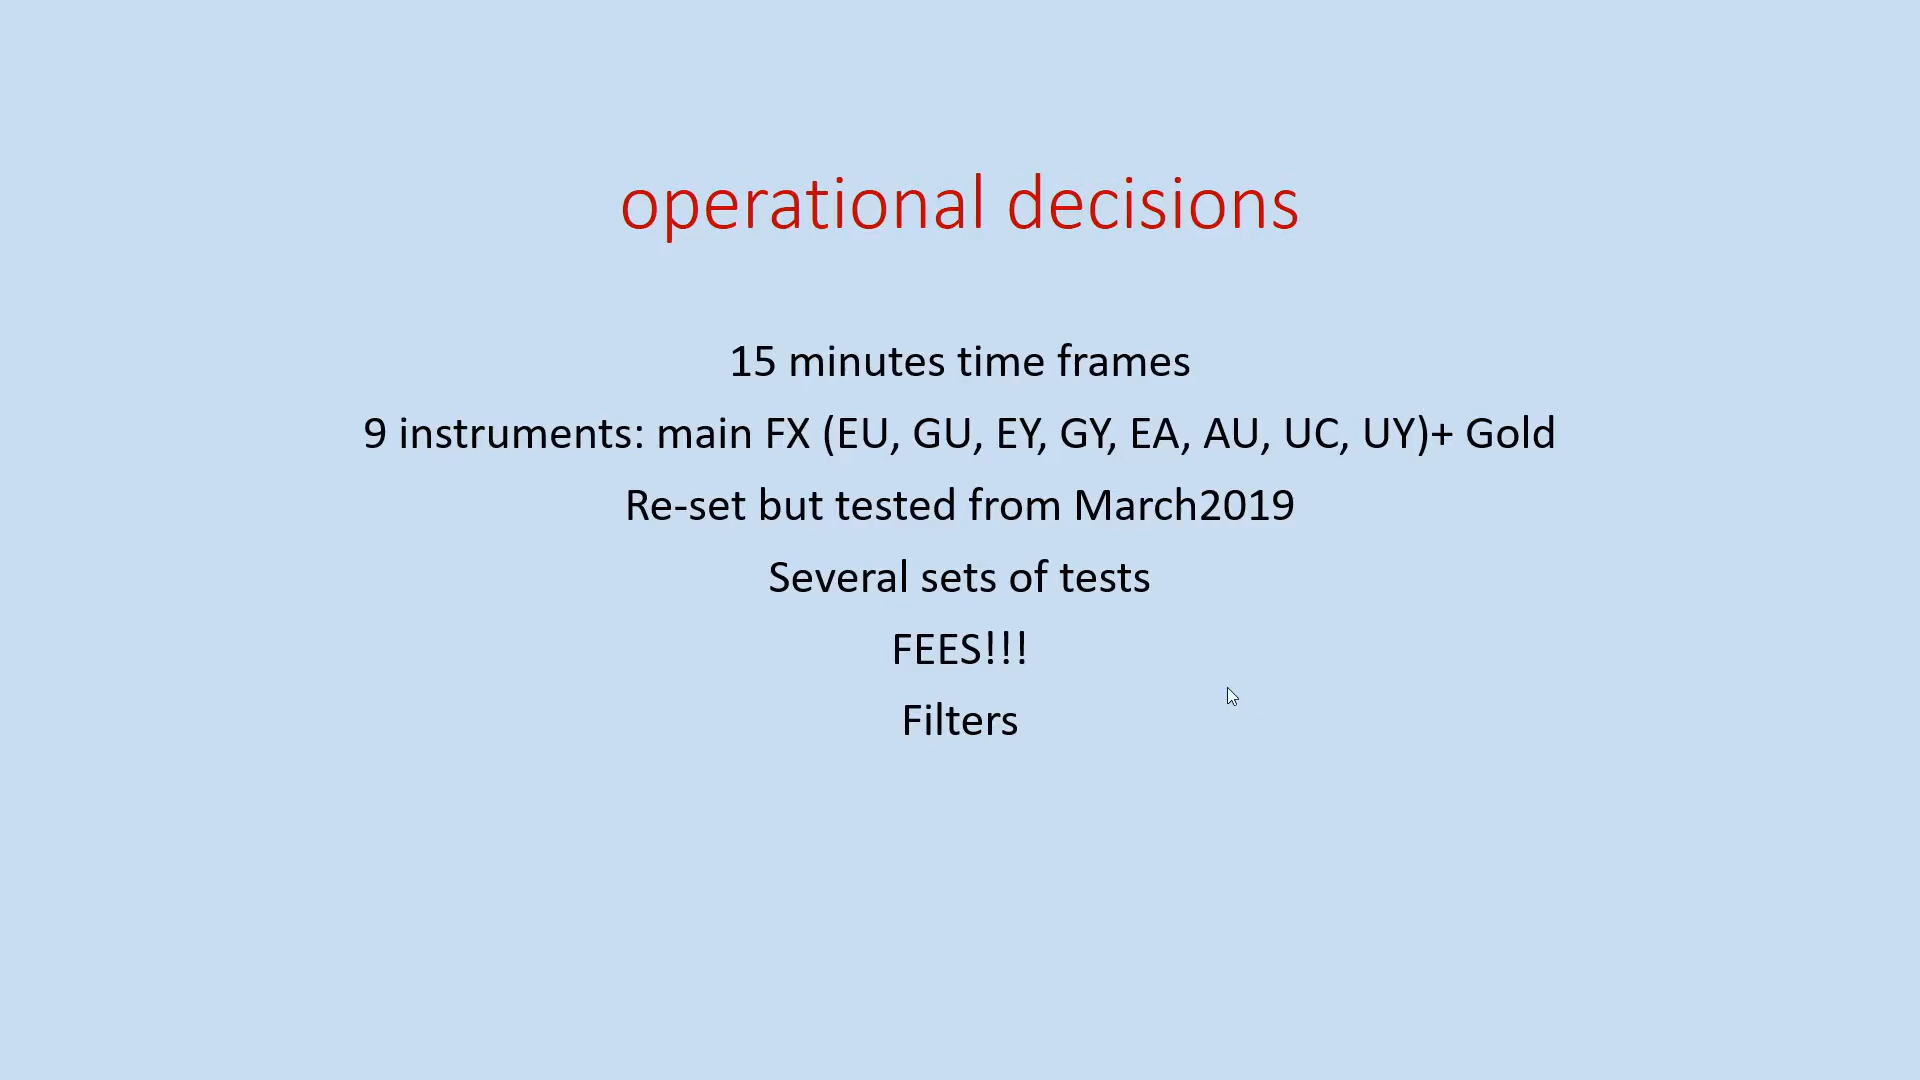 operational decisions
15 minutes time frames
9 instruments: main FX (EU, GU, EY, GY, EA, AU, UC, UY)+ Gold
Re-set but tested from March2019
Several sets of tests
FEES!!!
Filters